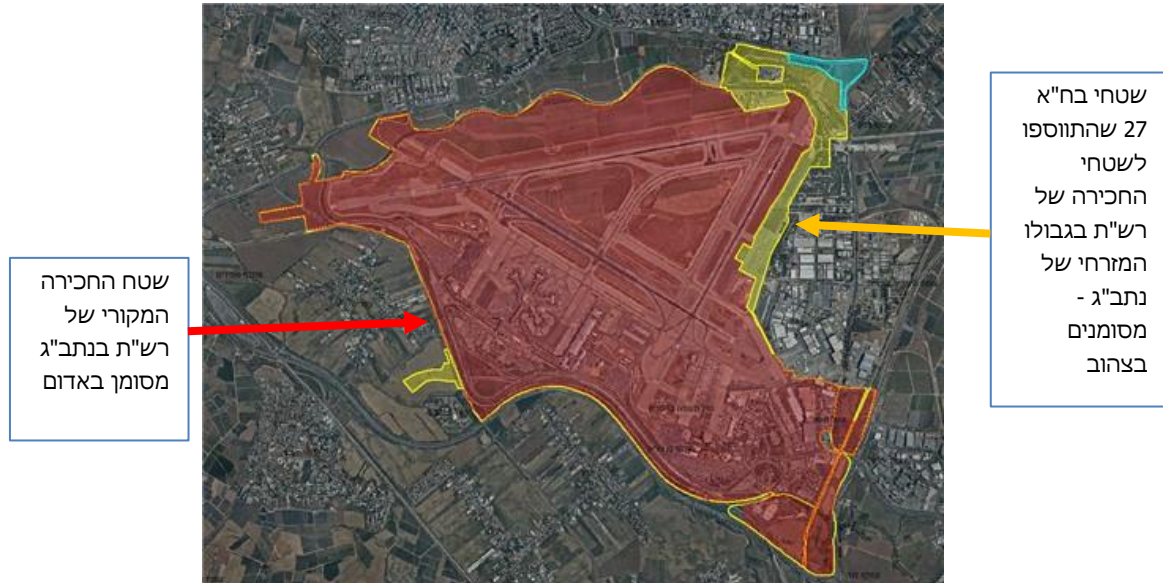 שטחי בח"א
27 שהתווספו
לשטחי
החכירה של
רש"ת בגבולו
המזרחי של
נתב"ג -
מסומנים
בצהוב
שטח החכירה
המקורי של
רש"ת בנתב"ג
מסומן באדום